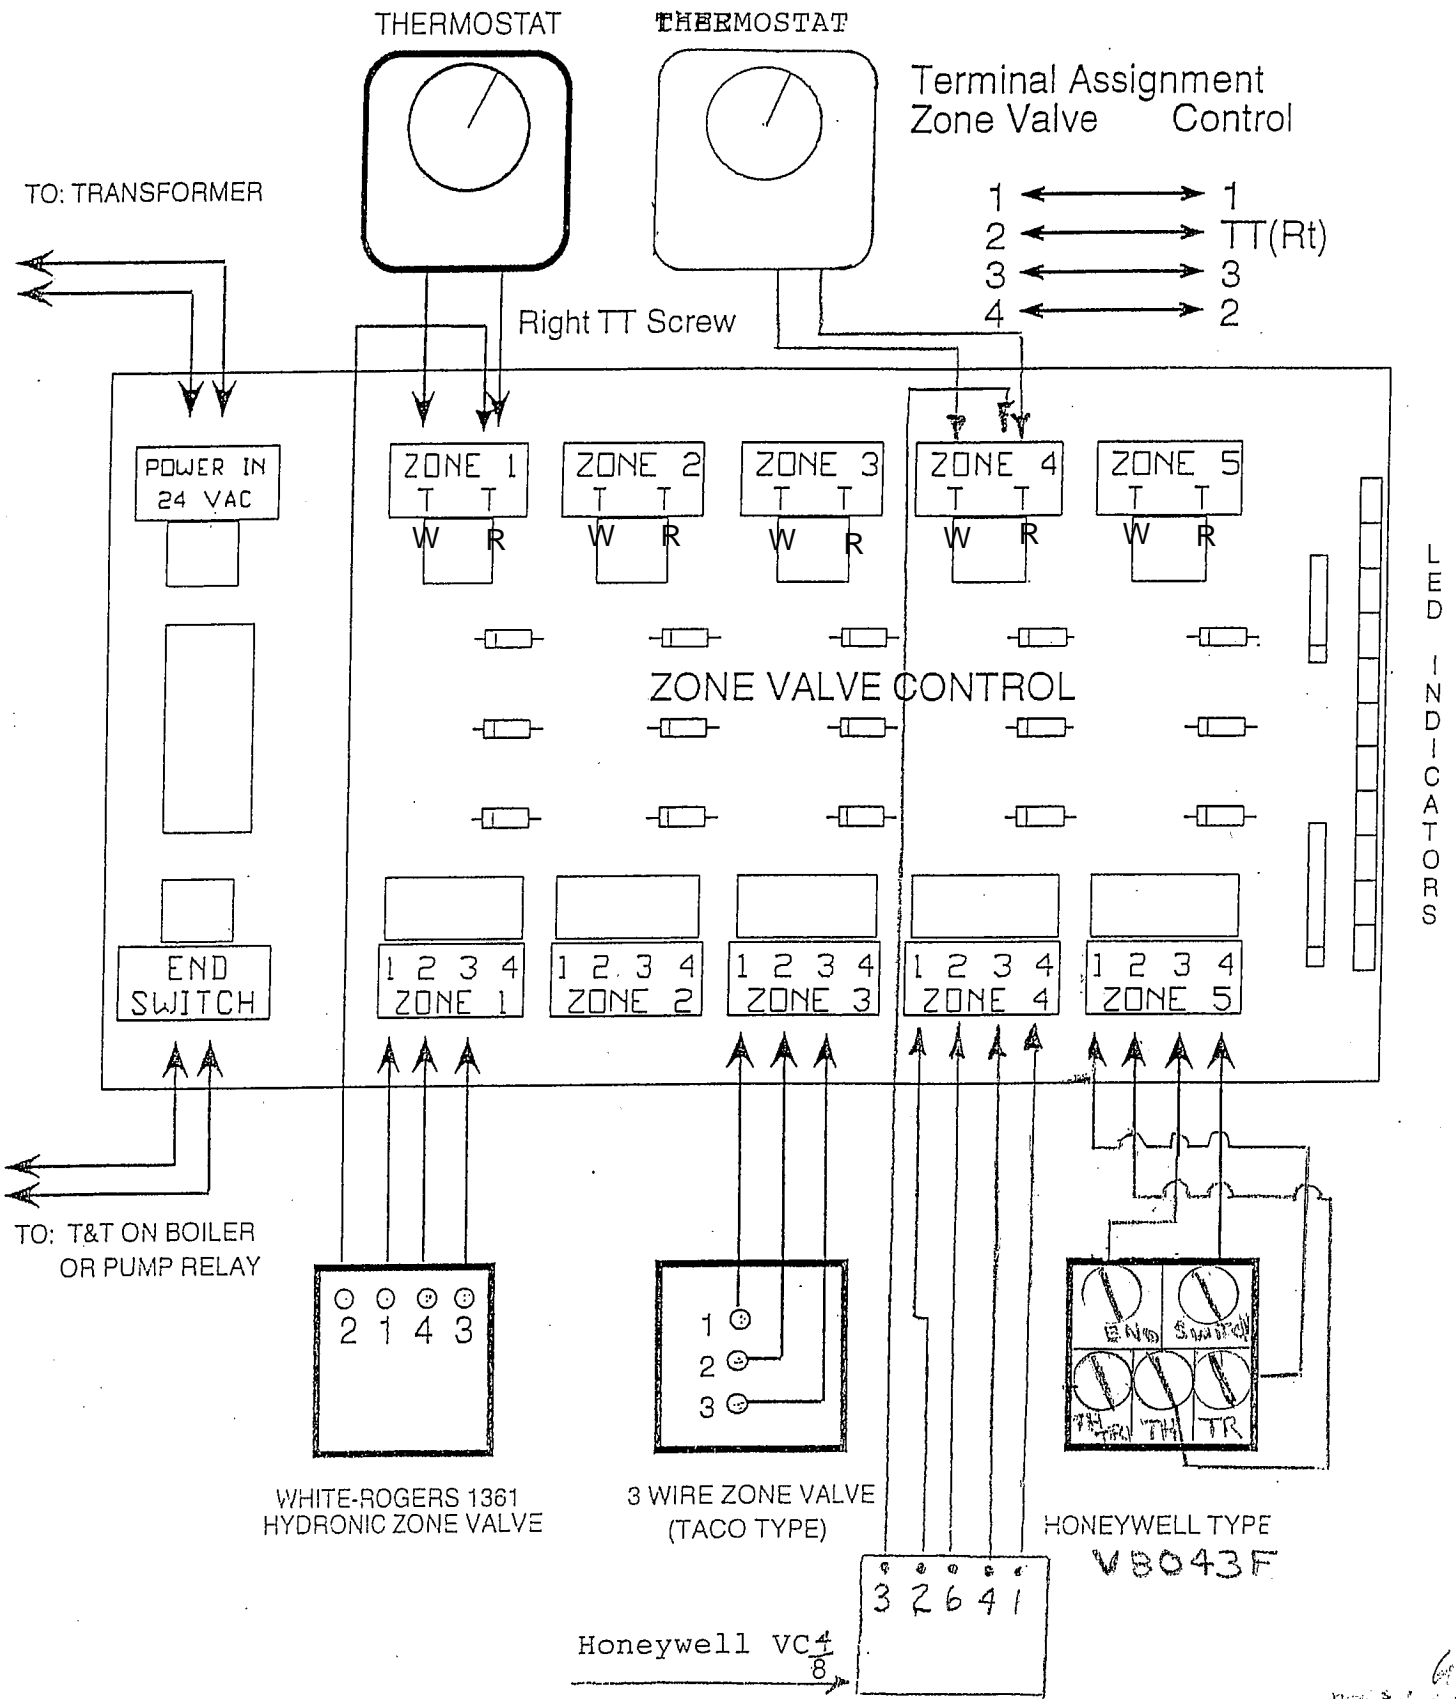 THERMOSTAT
THERMOSTAT
Terminal Assignment
Zone Valve Control
1 1
2 TT(Rt)
3 3
4 2
TO: TRANSFORMER
Right TT Screw
POWER IN
24 VAC
ZONE 1
T T
W R
ZONE 2
T T
W R
ZONE 3
T T
W R
ZONE 4
T T
W R
ZONE 5
T T
W R
LED INDICATORS
ZONE VALVE CONTROL
END
SWITCH
1 2 3 4
ZONE 1
1 2 3 4
ZONE 2
1 2 3 4
ZONE 3
1 2 3 4
ZONE 4
1 2 3 4
ZONE 5
TO: T&T ON BOILER
OR PUMP RELAY
2 1 4 3
WHITE-ROGERS 1361
HYDRONIC ZONE VALVE
1
2
3
3 WIRE ZONE VALVE
(TACO TYPE)
END SWITCH
TH TR TH TR
HONEYWELL TYPE
V8043F
3 2 6 4 1
Honeywell VC4/8